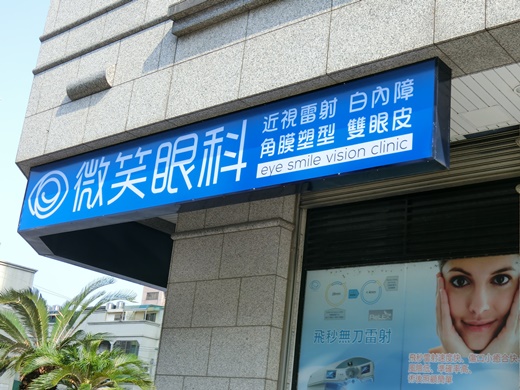 微笑眼科
近視雷射 白內障
角膜塑型 雙眼皮
eye smile vision clinic
飛秒無刀雷射